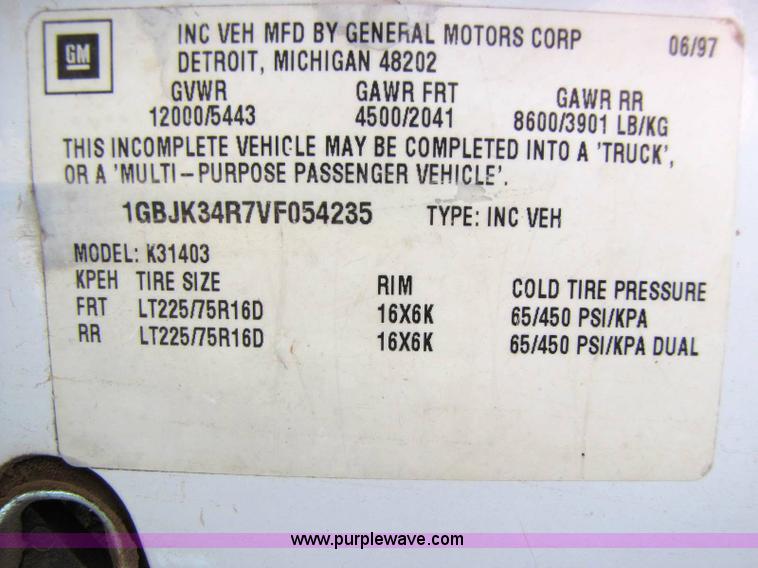 GM
INC VEH MFD BY GENERAL MOTORS CORP 06/97
DETROIT, MICHIGAN 48202
GVWR GAWR FRT GAWR RR
12000/5443 4500/2041 8600/3901 LB/KG
THIS INCOMPLETE VEHICLE MAY BE COMPLETED INTO A 'TRUCK',
OR A 'MULTI-PURPOSE PASSENGER VEHICLE'.
1GBJK34R7VF054235 TYPE: INC VEH
MODEL: K31403
KPEH TIRE SIZE RIM COLD TIRE PRESSURE
FRT LT225/75R16D 16X6K 65/450 PSI/KPA
RR LT225/75R16D 16X6K 65/450 PSI/KPA DUAL
www.purplewave.com